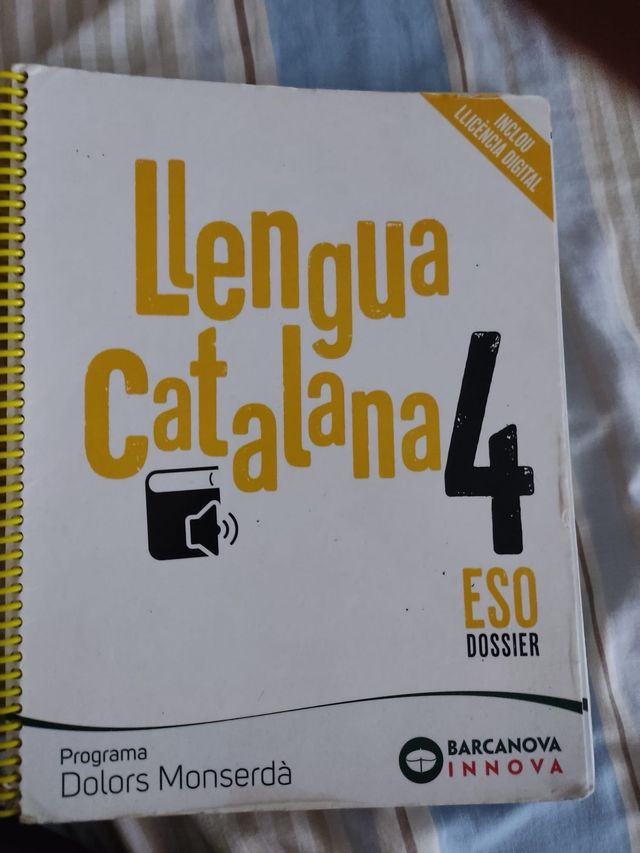 INCLOU
LLICÈNCIA DIGITAL
Llengua
Catalana
4
ESO
DOSSIER
Programa
Dolors Monserdà
BARCANOVA
INNOVA